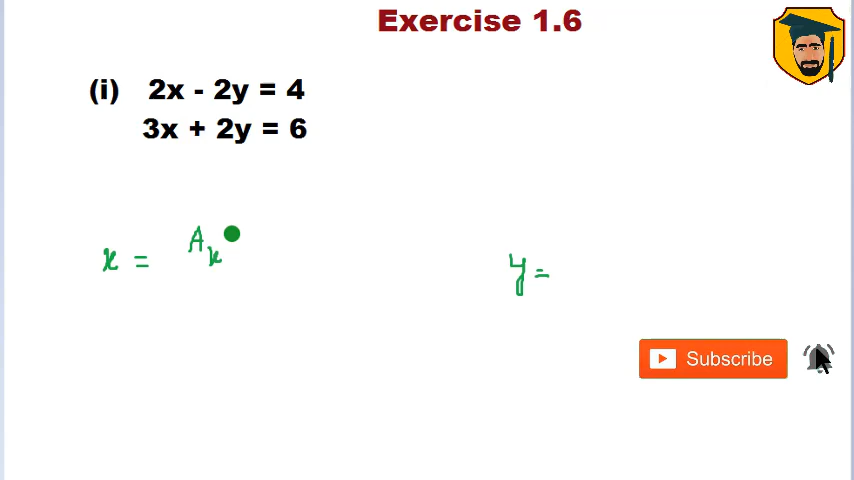 Exercise 1.6
(i) 2x - 2y = 4
3x + 2y = 6
x = Ax
y =
Subscribe